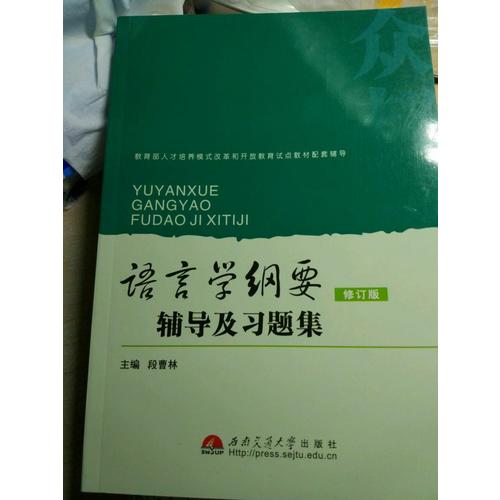 众
教育部人才培养模式改革和开放教育试点教材配套辅导
YUYANXUE
GANGYAO
FUDAO JI XITIJI
语言学纲要
修订版
辅导及习题集
主编 段曹林
SWJUP
西南交通大学出版社
Http://press.sejtu.edu.cn